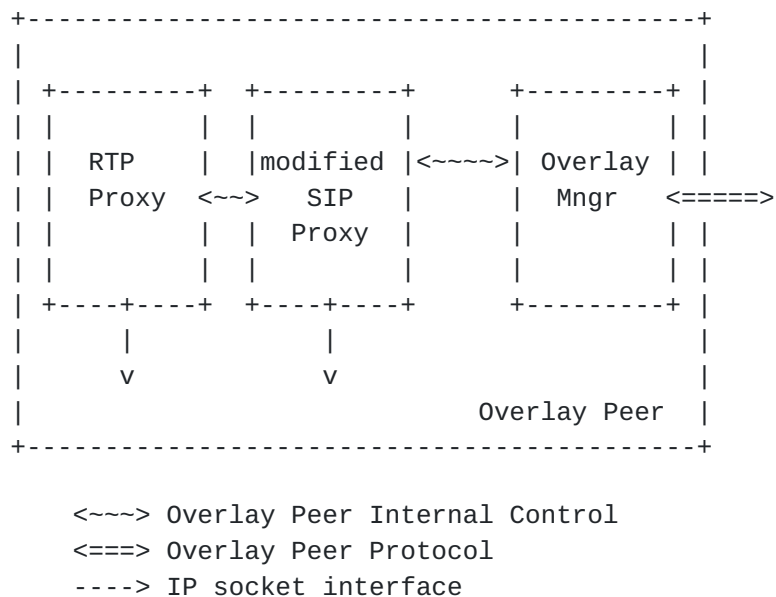 RTP modified Overlay
Proxy <~~> SIP Mngr <=====>
Proxy
<~~~~>
v v
Overlay Peer
<~~~> Overlay Peer Internal Control
<===> Overlay Peer Protocol
----> IP socket interface